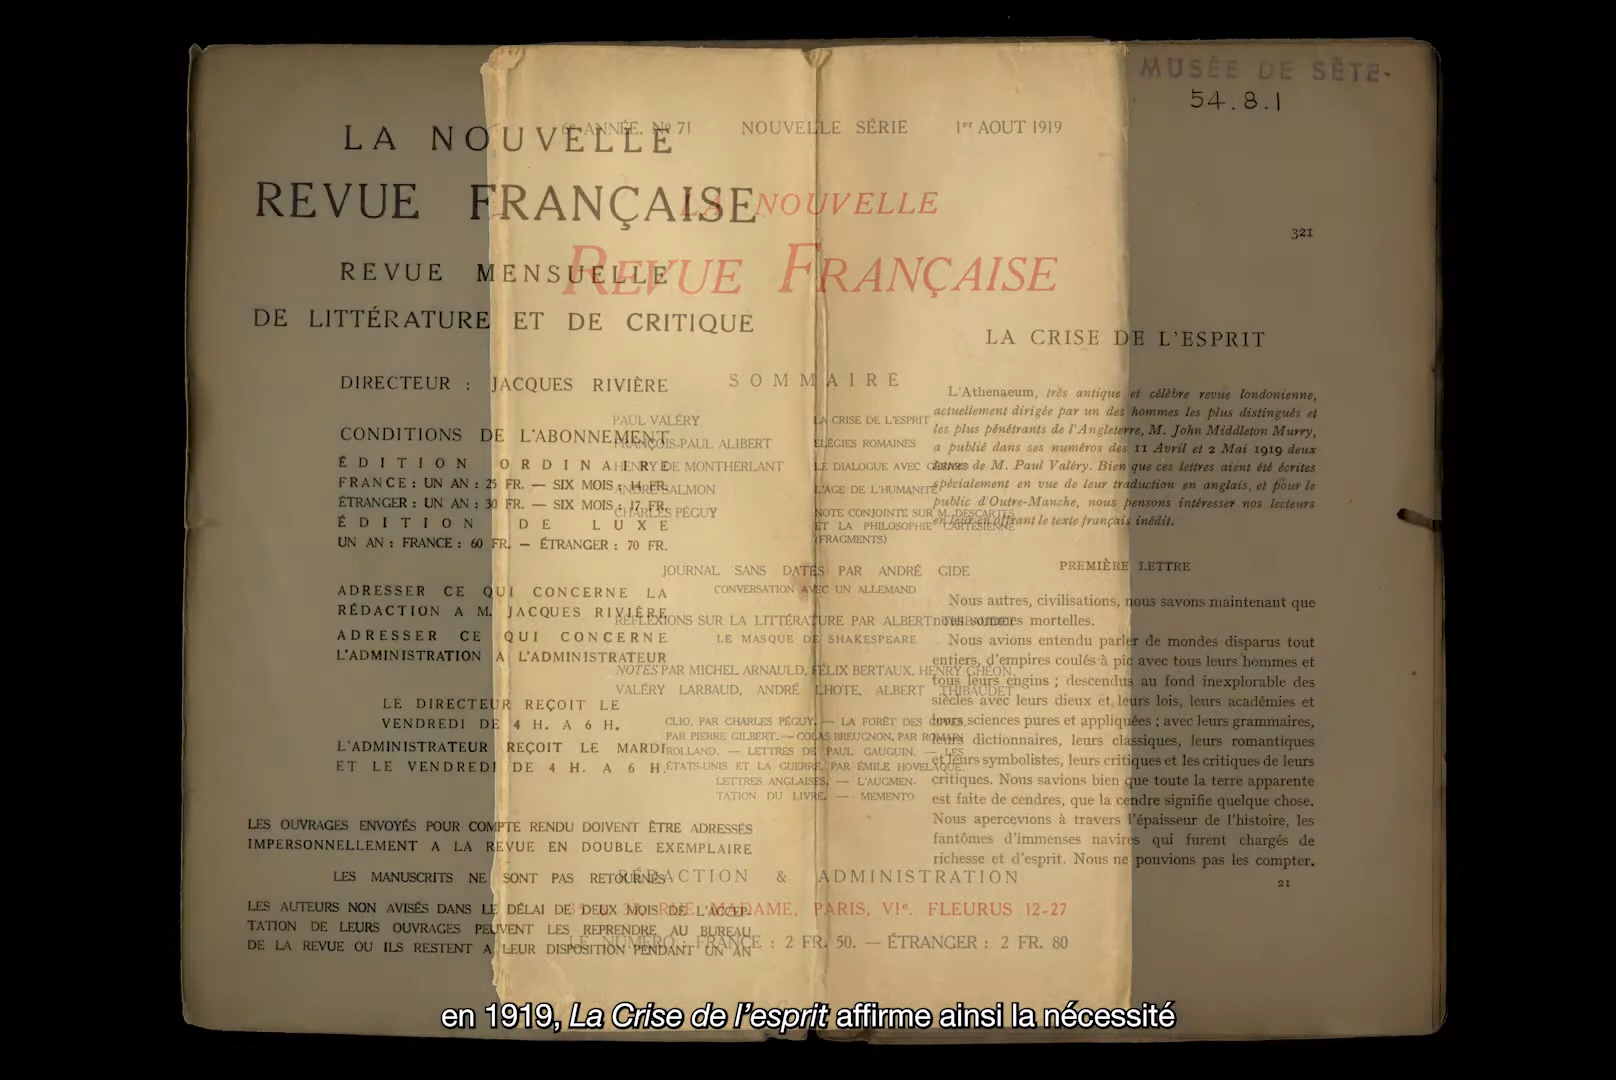 MUSÉE DE SÈTE-
54.8.1
LA NOUVELLE
REVUE FRANÇAISE
REVUE MENSUELLE
DE LITTÉRATURE ET DE CRITIQUE
DIRECTEUR : JACQUES RIVIÈRE
CONDITIONS DE L'ABONNEMENT
ÉDITION ORDINAIRE
FRANCE : UN AN : 25 FR. — SIX MOIS : 14 FR.
ÉTRANGER : UN AN : 30 FR. — SIX MOIS : 17 FR.
ÉDITION DE LUXE
UN AN : FRANCE : 60 FR. — ÉTRANGER : 70 FR.
ADRESSER CE QUI CONCERNE LA
RÉDACTION A M. JACQUES RIVIÈRE
ADRESSER CE QUI CONCERNE
L'ADMINISTRATION A L'ADMINISTRATEUR
LE DIRECTEUR REÇOIT LE
VENDREDI DE 4 H. A 6 H.
L'ADMINISTRATEUR REÇOIT LE MARDI
ET LE VENDREDI DE 4 H. A 6 H.
LES OUVRAGES ENVOYÉS POUR COMPTE RENDU DOIVENT ÊTRE ADRESSÉS
IMPERSONNELLEMENT A LA REVUE EN DOUBLE EXEMPLAIRE
LES MANUSCRITS NE SONT PAS RETOURNÉS
LES AUTEURS NON AVISÉS DANS LE DÉLAI DE DEUX MOIS DE L'ACCEP-
TATION DE LEURS OUVRAGES PEUVENT LES REPRENDRE AU BUREAU
DE LA REVUE OU ILS RESTENT A LEUR DISPOSITION PENDANT UN AN
6e ANNÉE. No 71 NOUVELLE SÉRIE 1er AOUT 1919
LA NOUVELLE
REVUE FRANÇAISE
SOMMAIRE
PAUL VALÉRY LA CRISE DE L'ESPRIT
FRANÇOIS-PAUL ALIBERT ÉLÉGIES ROMAINES
HENRY DE MONTHERLANT LE DIALOGUE AVEC
ANDRÉ SALMON L'AGE DE L'HUMANITÉ
CHARLES PÉGUY NOTE CONJOINTE SUR M. DESCARTES
ET LA PHILOSOPHIE CARTÉSIENNE
(FRAGMENTS)
JOURNAL SANS DATES PAR ANDRÉ GIDE
CONVERSATION AVEC UN ALLEMAND
RÉFLEXIONS SUR LA LITTÉRATURE PAR ALBERT THIBAUDET
LE MASQUE DE SHAKESPEARE
NOTES PAR MICHEL ARNAULD, FÉLIX BERTAUX, HENRY GHÉON,
VALÉRY LARBAUD, ANDRÉ LHOTE, ALBERT THIBAUDET
CLIO, PAR CHARLES PÉGUY. — LA FORÊT DES
PAR PIERRE GILBERT. — COLAS BREUGNON, PAR ROMAIN
ROLLAND. — LETTRES DE PAUL GAUGUIN. — LES
ÉTATS-UNIS ET LA GUERRE, PAR ÉMILE HOVELAQUE.
LETTRES ANGLAISES. — L'AUGMEN-
TATION DU LIVRE. — MEMENTO
RÉDACTION & ADMINISTRATION
RUE MADAME, PARIS, VIe. FLEURUS 12-27
LE NUMÉRO : FRANCE : 2 FR. 50. — ÉTRANGER : 2 FR. 80
321
LA CRISE DE L'ESPRIT
L'Athenaeum, très antique et célèbre revue londonienne,
actuellement dirigée par un des hommes les plus distingués et
les plus pénétrants de l'Angleterre, M. John Middleton Murry,
a publié dans ses numéros des 11 Avril et 2 Mai 1919 deux
lettres de M. Paul Valéry. Bien que ces lettres aient été écrites
spécialement en vue de leur traduction en anglais, et pour le
public d'Outre-Manche, nous pensons intéresser nos lecteurs
en leur en offrant le texte français inédit.
PREMIÈRE LETTRE
Nous autres, civilisations, nous savons maintenant que
nous sommes mortelles.
Nous avions entendu parler de mondes disparus tout
entiers, d'empires coulés à pic avec tous leurs hommes et
tous leurs engins ; descendus au fond inexplorable des
siècles avec leurs dieux et leurs lois, leurs académies et
leurs sciences pures et appliquées ; avec leurs grammaires,
leurs dictionnaires, leurs classiques, leurs romantiques
et leurs symbolistes, leurs critiques et les critiques de leurs
critiques. Nous savions bien que toute la terre apparente
est faite de cendres, que la cendre signifie quelque chose.
Nous apercevions à travers l'épaisseur de l'histoire, les
fantômes d'immenses navires qui furent chargés de
richesse et d'esprit. Nous ne pouvions pas les compter.
21
en 1919, La Crise de l'esprit affirme ainsi la nécessité